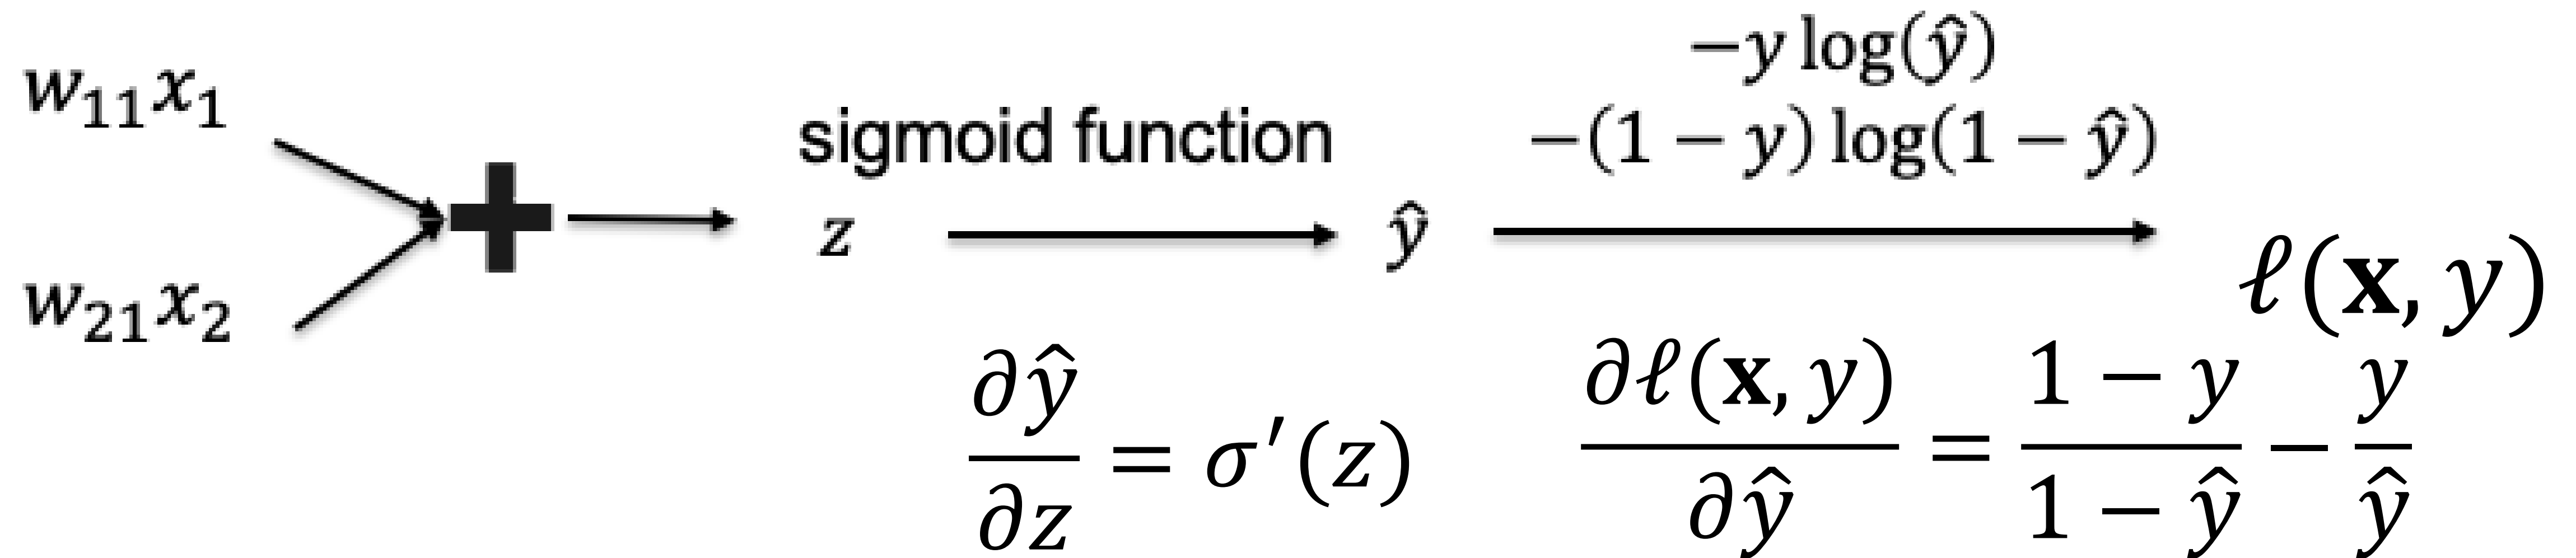 −y log(ŷ)
w₁₁x₁
sigmoid function
−(1 − y) log(1 − ŷ)
+
z
ŷ
ℓ(𝐱, y)
w₂₁x₂
∂ŷ/∂z = σ′(z)
∂ℓ(𝐱, y)/∂ŷ = (1 − y)/(1 − ŷ) − y/ŷ